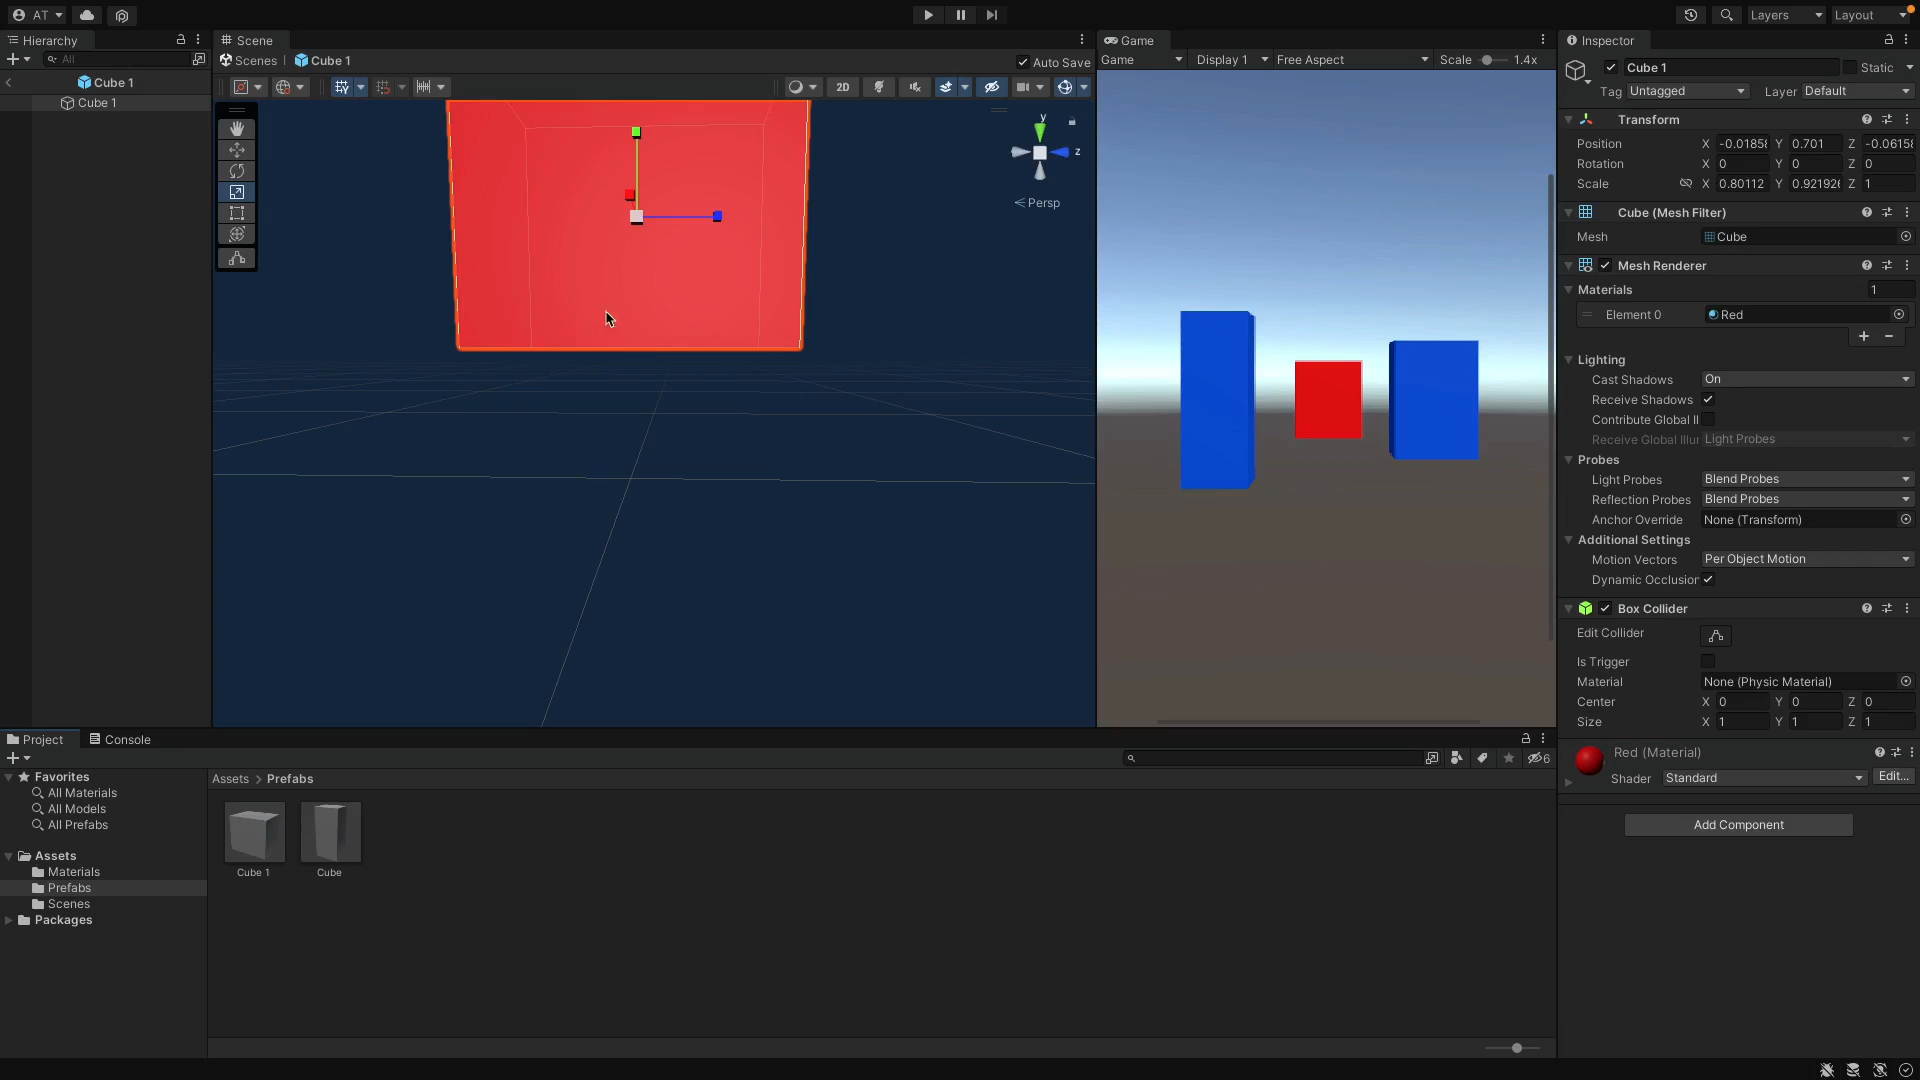 AT
Layers
Layout
Hierarchy
All
Cube 1
Cube 1
Scene
Scenes
Cube 1
Auto Save
2D
y
z
Persp
Game
Game
Display 1
Free Aspect
Scale
1.4x
Inspector
Cube 1
Static
Tag
Untagged
Layer
Default
Transform
Position X -0.0185 Y 0.701 Z -0.0615
Rotation X 0 Y 0 Z 0
Scale X 0.80112 Y 0.92192 Z 1
Cube (Mesh Filter)
Mesh
Cube
Mesh Renderer
Materials
1
Element 0
Red
Lighting
Cast Shadows
On
Receive Shadows
Contribute Global Il
Receive Global Illur
Light Probes
Probes
Light Probes
Blend Probes
Reflection Probes
Blend Probes
Anchor Override
None (Transform)
Additional Settings
Motion Vectors
Per Object Motion
Dynamic Occlusion
Box Collider
Edit Collider
Is Trigger
Material
None (Physic Material)
Center X 0 Y 0 Z 0
Size X 1 Y 1 Z 1
Red (Material)
Shader
Standard
Edit...
Add Component
Project
Console
6
Favorites
All Materials
All Models
All Prefabs
Assets
Materials
Prefabs
Scenes
Packages
Assets > Prefabs
Cube 1
Cube